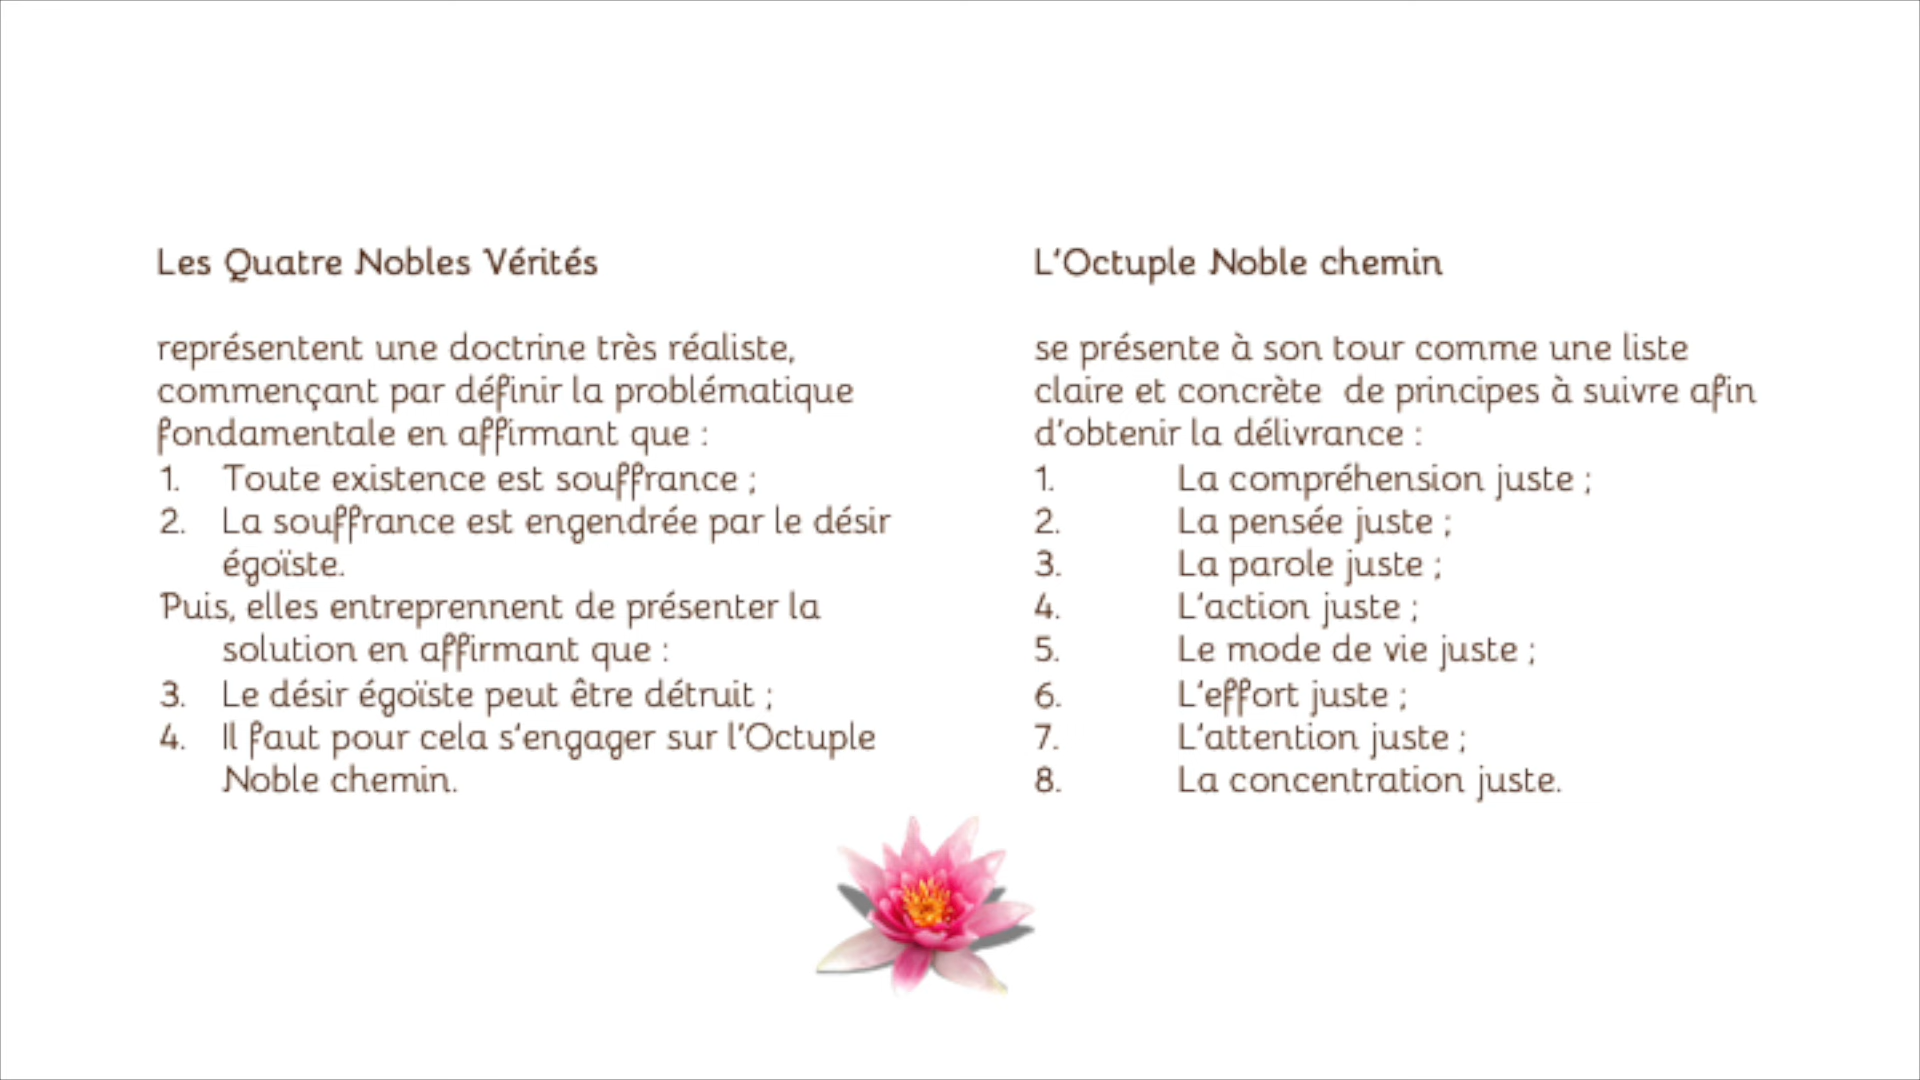 Les Quatre Nobles Vérités
représentent une doctrine très réaliste,
commençant par définir la problématique
fondamentale en affirmant que :
1. Toute existence est souffrance ;
2. La souffrance est engendrée par le désir
égoïste.
Puis, elles entreprennent de présenter la
solution en affirmant que :
3. Le désir égoïste peut être détruit ;
4. Il faut pour cela s'engager sur l'Octuple
Noble chemin.
L'Octuple Noble chemin
se présente à son tour comme une liste
claire et concrète de principes à suivre afin
d'obtenir la délivrance :
1. La compréhension juste ;
2. La pensée juste ;
3. La parole juste ;
4. L'action juste ;
5. Le mode de vie juste ;
6. L'effort juste ;
7. L'attention juste ;
8. La concentration juste.